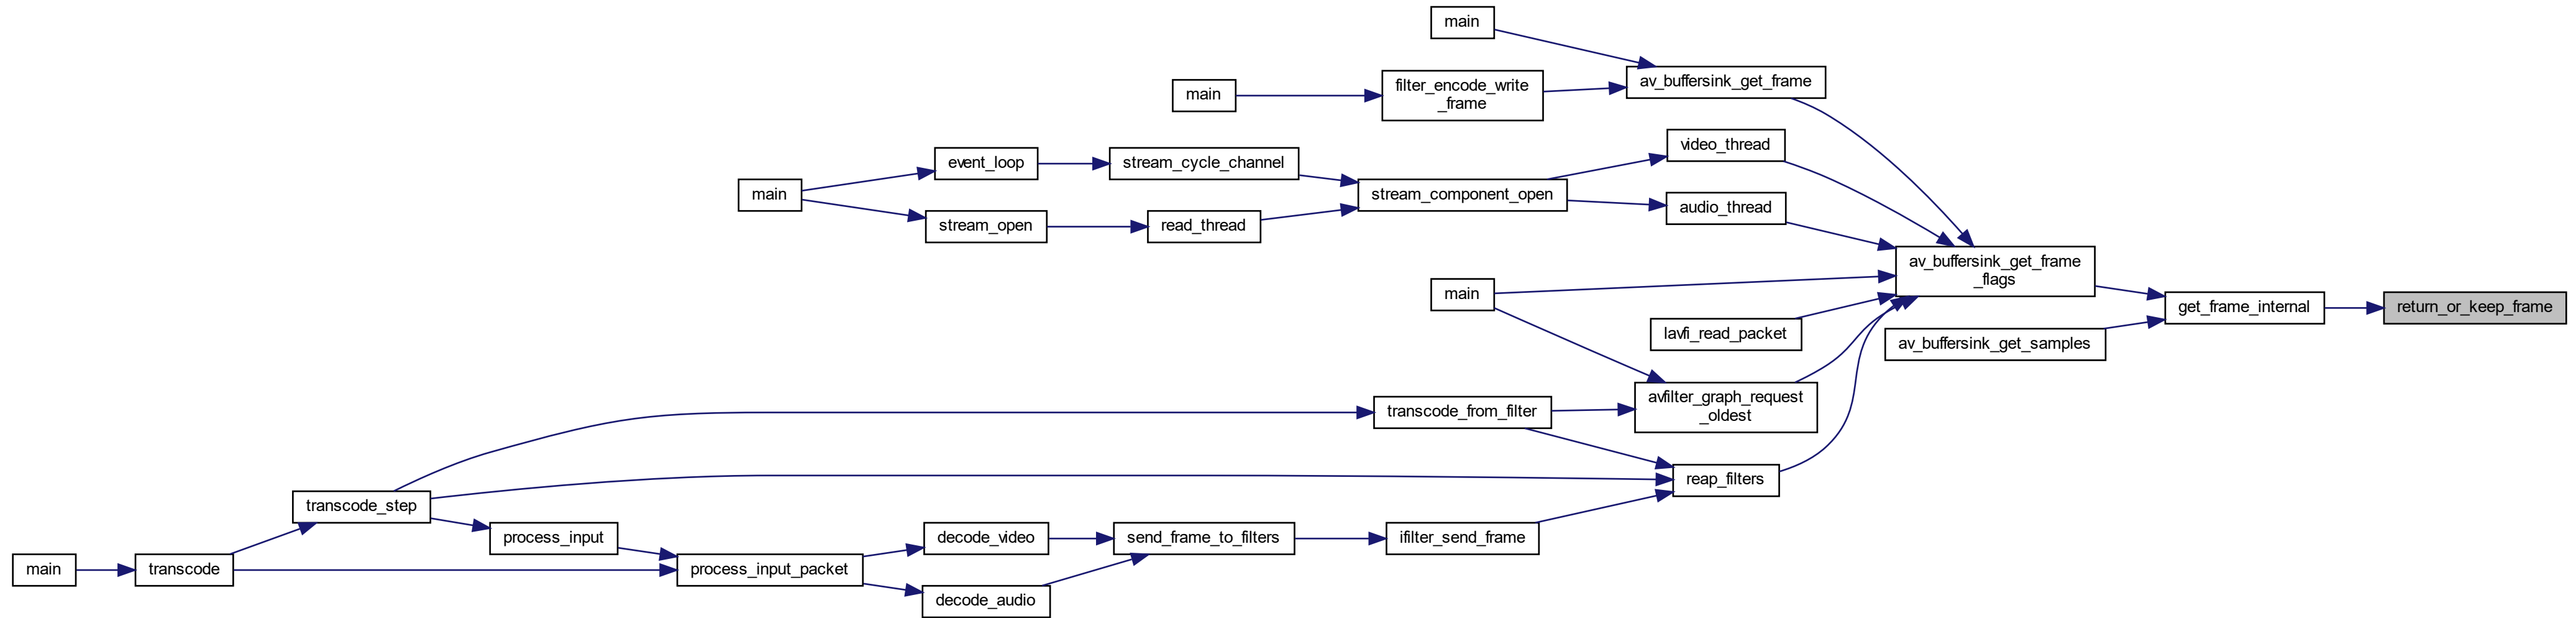 main
av_buffersink_get_frame
filter_encode_write
_frame
main
video_thread
event_loop
stream_cycle_channel
main
stream_component_open
audio_thread
stream_open
read_thread
av_buffersink_get_frame
_flags
main
get_frame_internal
return_or_keep_frame
lavfi_read_packet
av_buffersink_get_samples
transcode_from_filter
avfilter_graph_request
_oldest
reap_filters
transcode_step
process_input
decode_video
send_frame_to_filters
ifilter_send_frame
main
transcode
process_input_packet
decode_audio